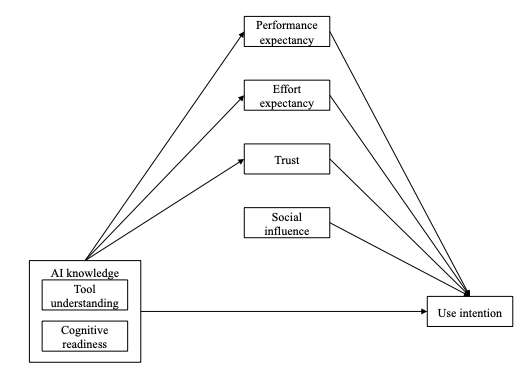 Performance
expectancy
Effort
expectancy
Trust
Social
influence
AI knowledge
Tool
understanding
Cognitive
readiness
Use intention